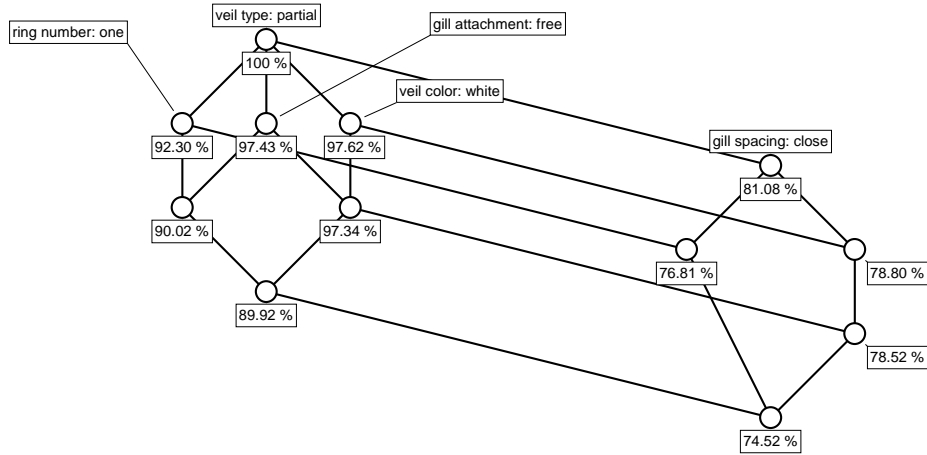 veil type: partial
gill attachment: free
ring number: one
100 %
veil color: white
gill spacing: close
92.30 %
97.43 %
97.62 %
81.08 %
90.02 %
97.34 %
76.81 %
78.80 %
89.92 %
78.52 %
74.52 %